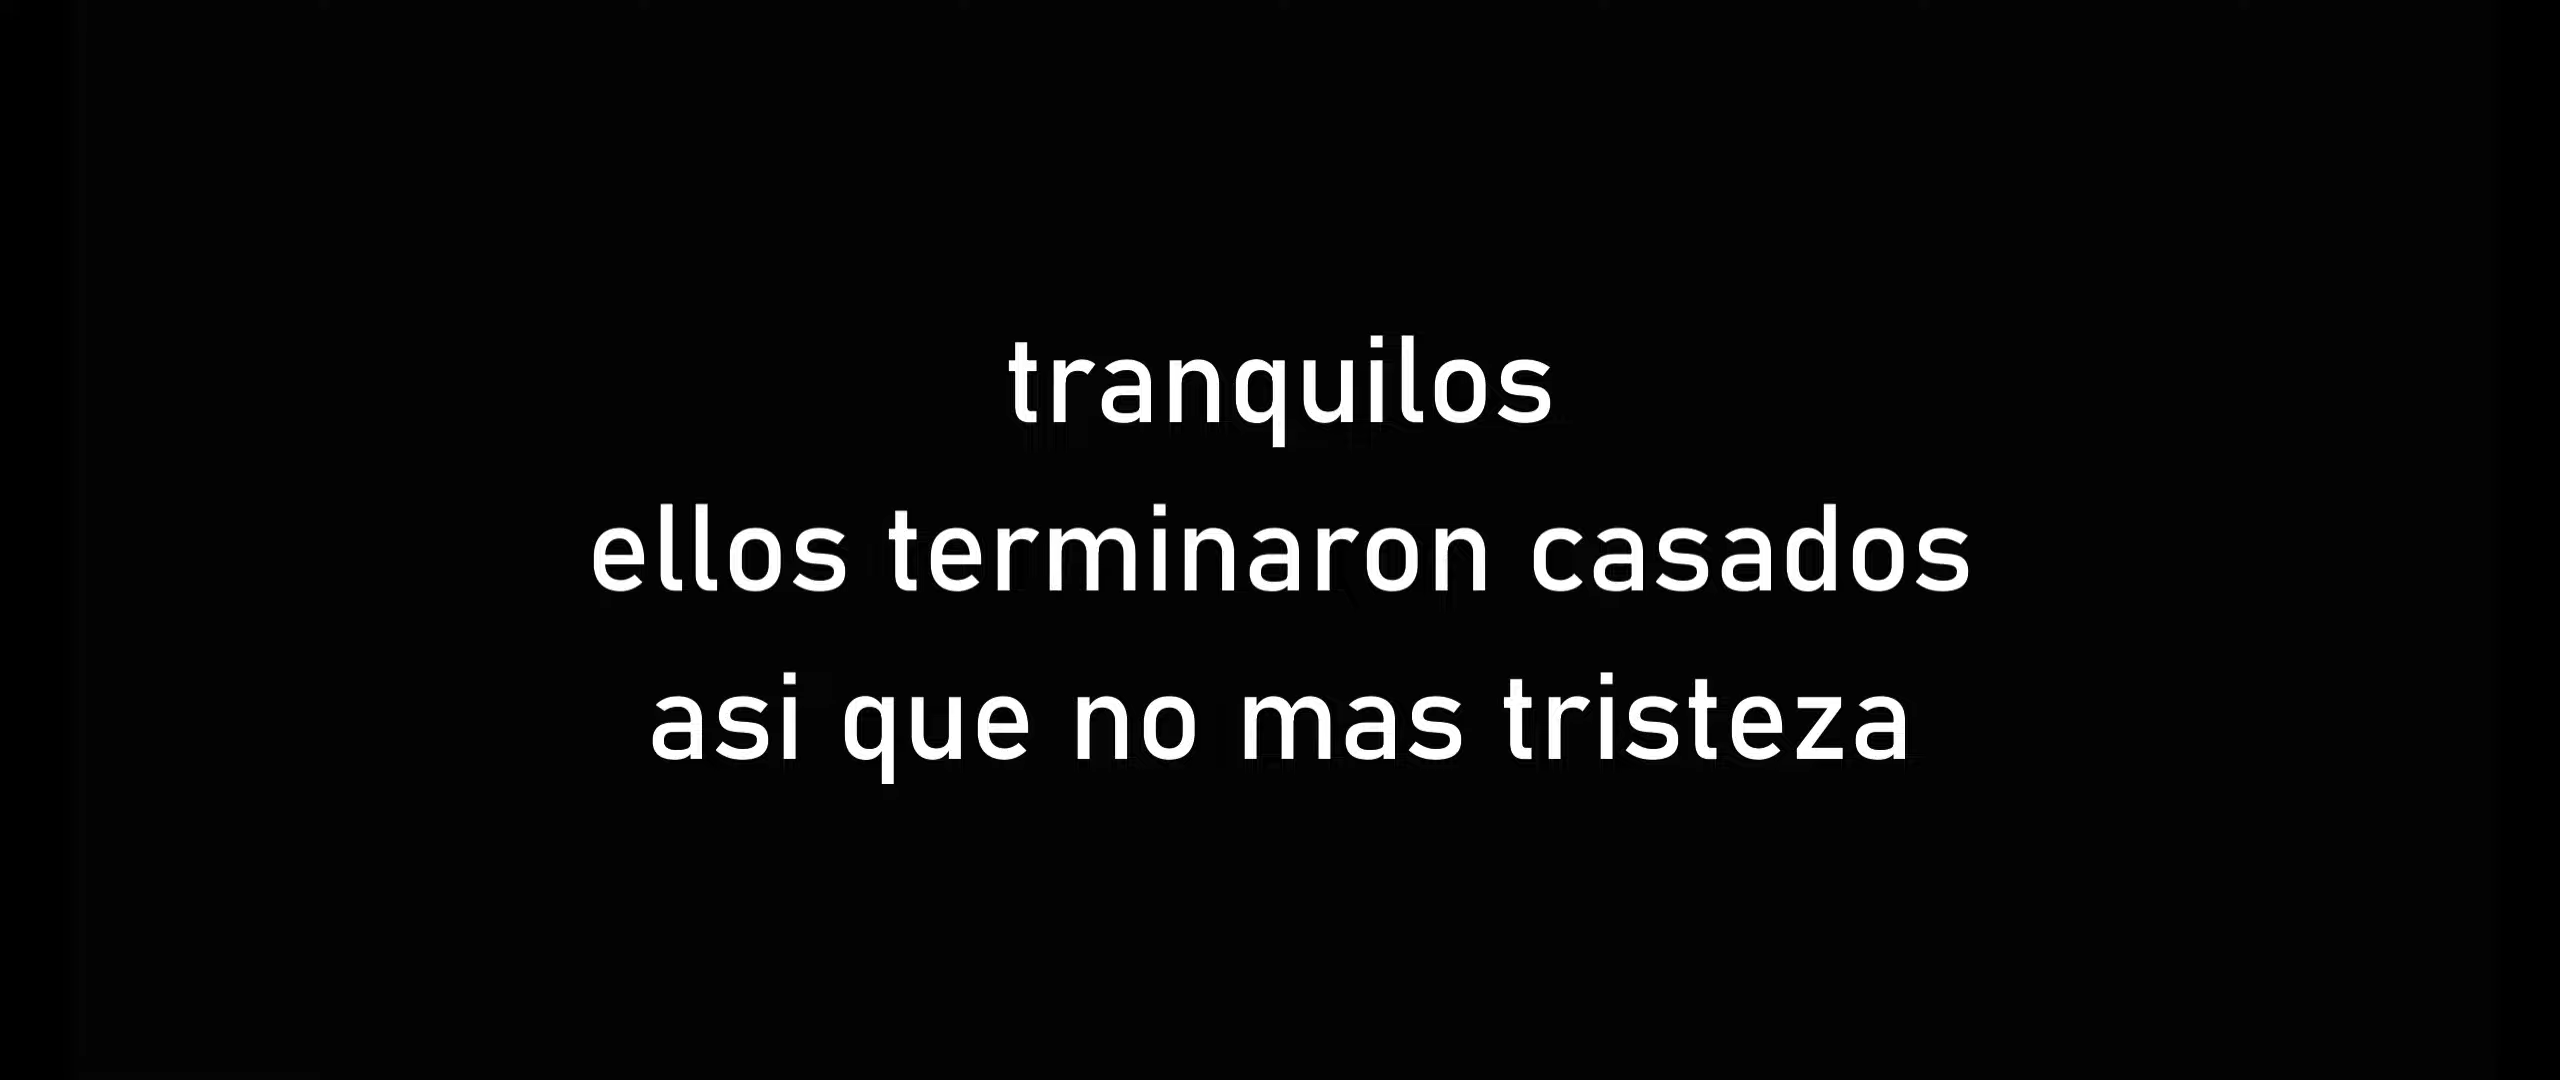 tranquilos
ellos terminaron casados
asi que no mas tristeza